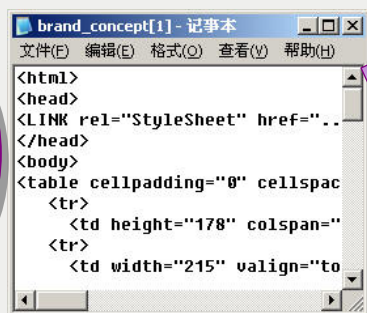 brand_concept[1] - 记事本
文件(F) 编辑(E) 格式(O) 查看(V) 帮助(H)
<html>
<head>
<LINK rel="StyleSheet" href="..
</head>
<body>
<table cellpadding="0" cellspac
<tr>
<td height="178" colspan="
<tr>
<td width="215" valign="to